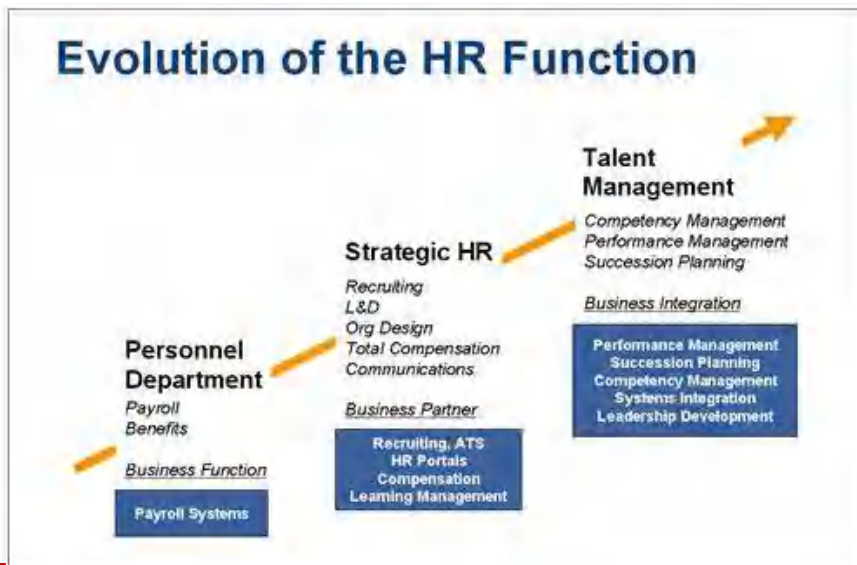 Evolution of the HR Function
Personnel
Department
Payroll
Benefits
Business Function
Payroll Systems
Strategic HR
Recruiting
L&D
Org Design
Total Compensation
Communications
Business Partner
Recruiting, ATS
HR Portals
Compensation
Learning Management
Talent
Management
Competency Management
Performance Management
Succession Planning
Business Integration
Performance Management
Succession Planning
Competency Management
Systems Integration
Leadership Development